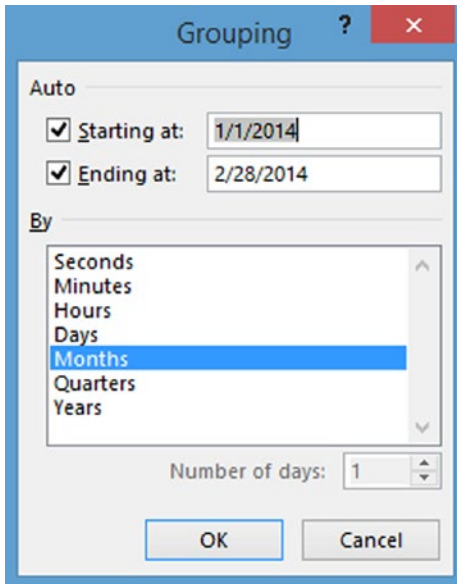 Grouping ? ×
Auto
Starting at: 1/1/2014
Ending at: 2/28/2014
By
Seconds
Minutes
Hours
Days
Months
Quarters
Years
Number of days: 1
OK Cancel